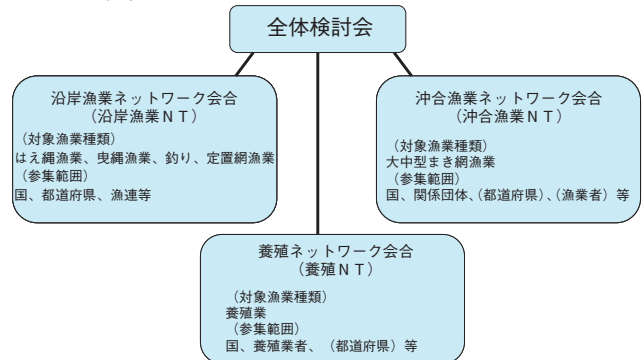 全体検討会
沿岸漁業ネットワーク会合
（沿岸漁業ＮＴ）
（対象漁業種類）
はえ縄漁業、曳縄漁業、釣り、定置網漁業
（参集範囲）
国、都道府県、漁連等
沖合漁業ネットワーク会合
（沖合漁業ＮＴ）
（対象漁業種類）
大中型まき網漁業
（参集範囲）
国、関係団体、（都道府県）、（漁業者）等
養殖ネットワーク会合
（養殖ＮＴ）
（対象漁業種類）
養殖業
（参集範囲）
国、養殖業者、（都道府県）等